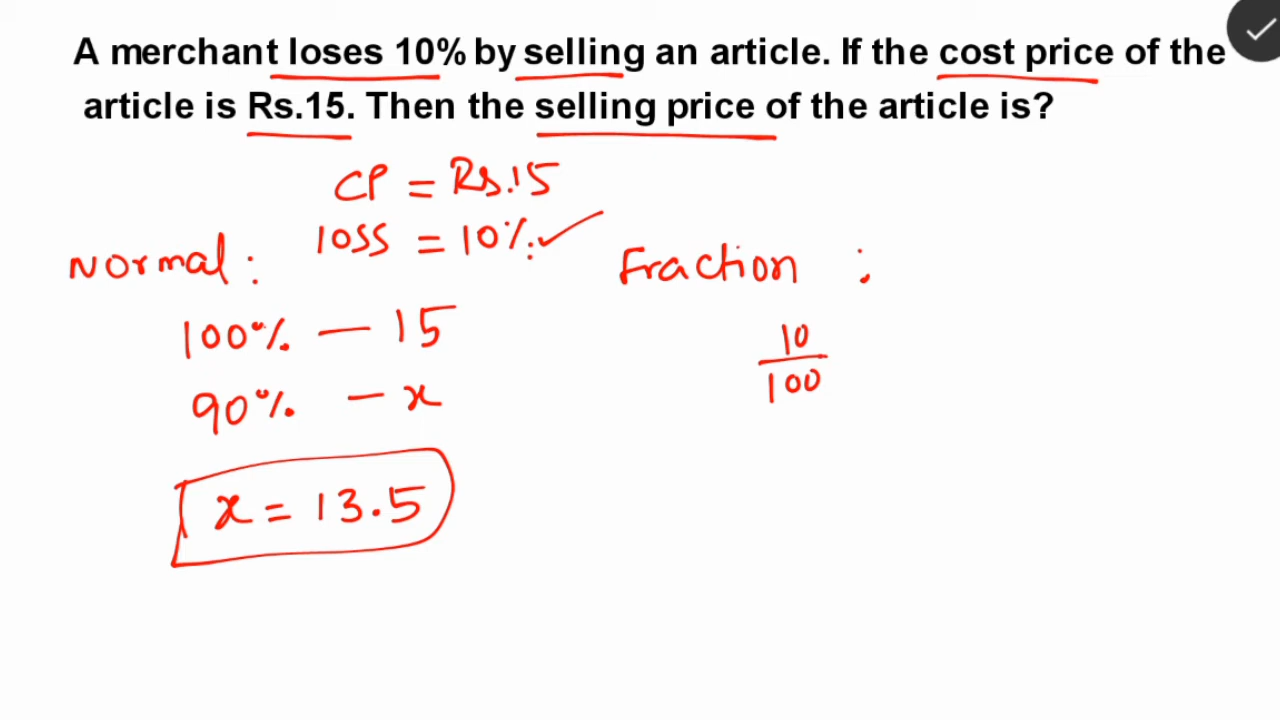 A merchant loses 10% by selling an article. If the cost price of the
article is Rs.15. Then the selling price of the article is?
CP = Rs.15
loss = 10%
Normal:
100% — 15
90% — x
x = 13.5
Fraction :
10
100